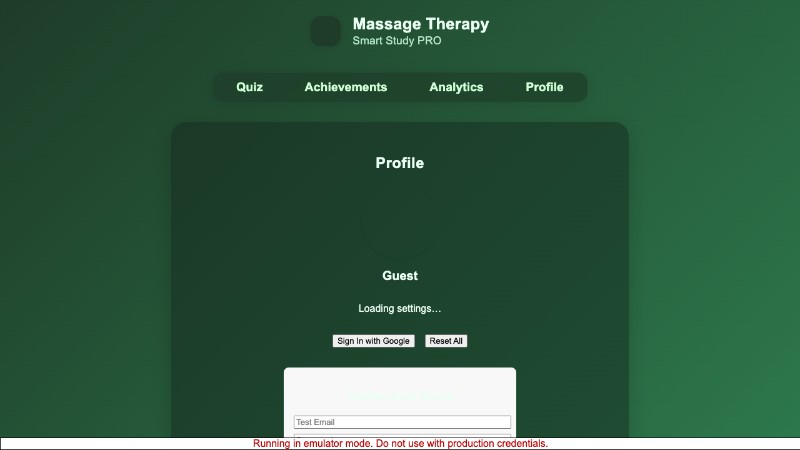 Massage Therapy
Smart Study PRO
Quiz Achievements Analytics Profile
Profile
Guest
Loading settings…
Sign In with Google Reset All
Test Email
Running in emulator mode. Do not use with production credentials.